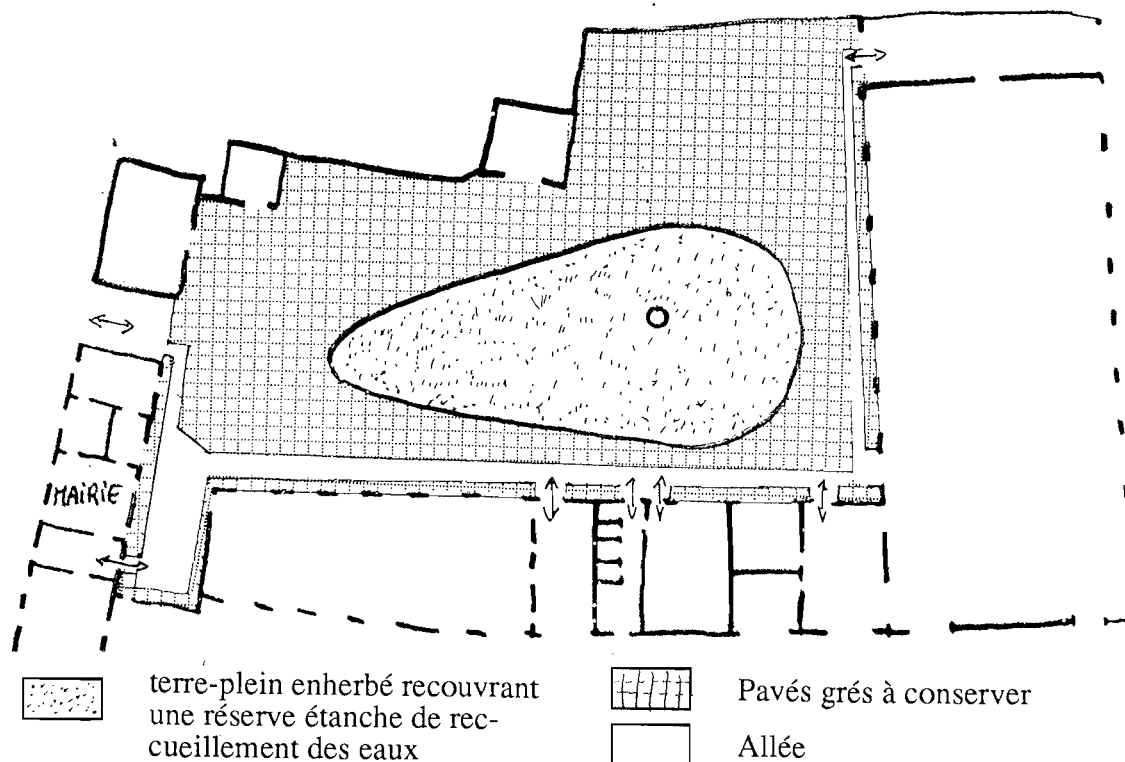 MAIRIE
terre-plein enherbé recouvrant
une réserve étanche de rec-
cueillement des eaux
Pavés grés à conserver
Allée